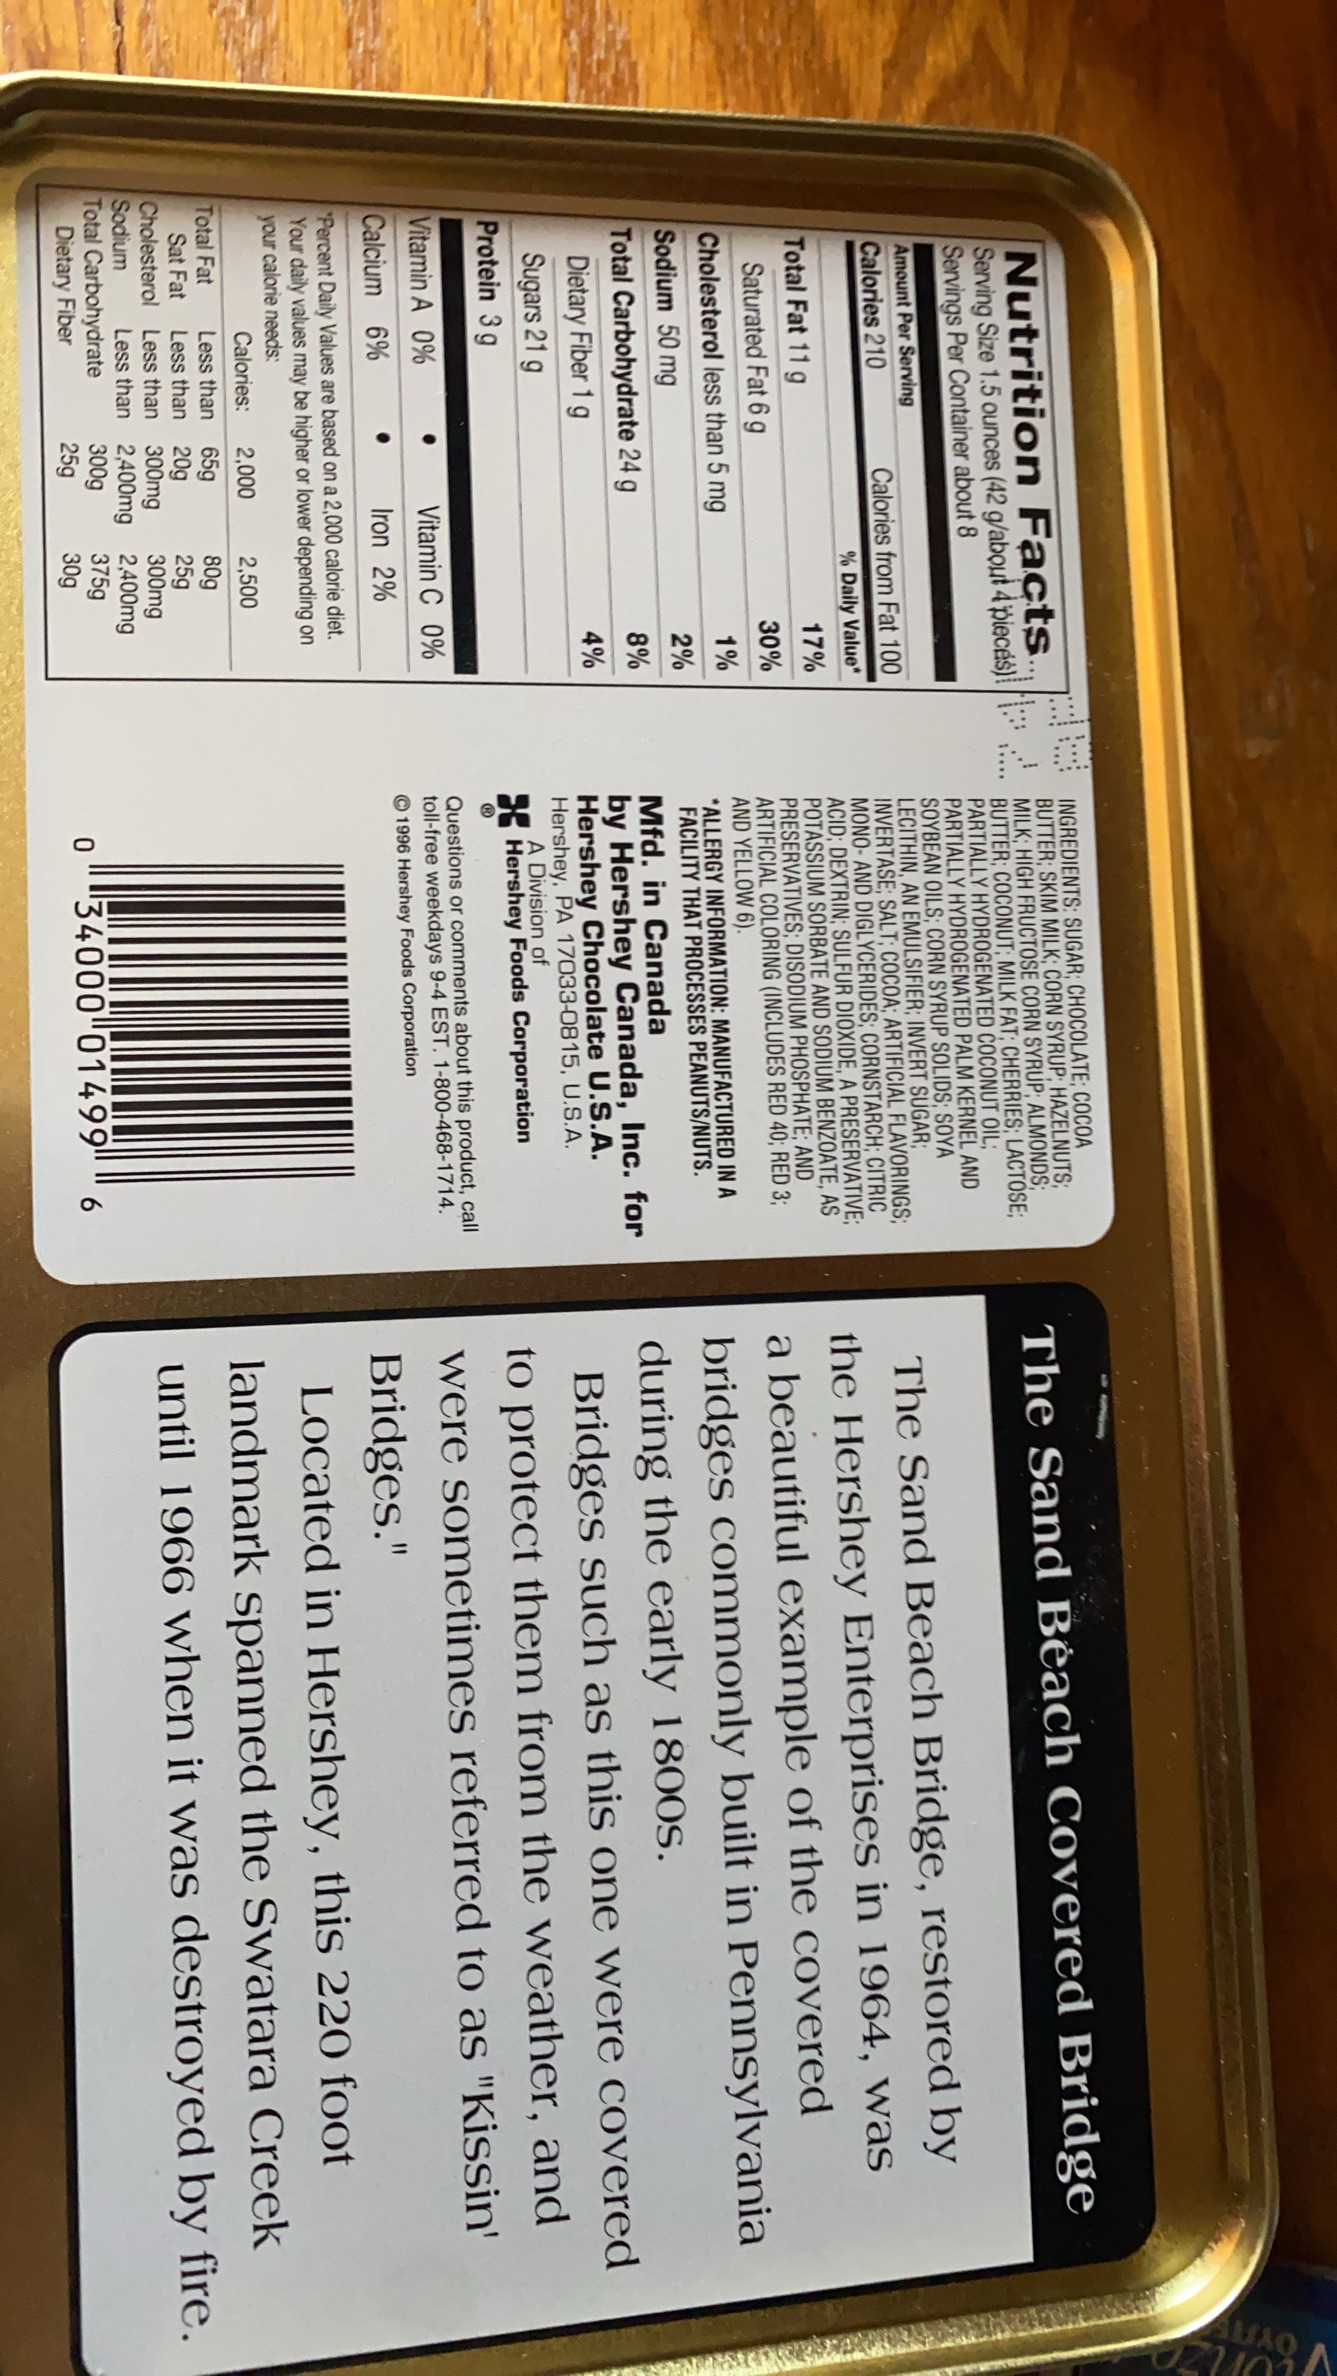 Nutrition Facts
Serving Size 1.5 ounces (42 g/about 4 pieces)
Servings Per Container about 8
Amount Per Serving
Calories 210 Calories from Fat 100
% Daily Value*
Total Fat 11 g 17%
Saturated Fat 6 g 30%
Cholesterol less than 5 mg 1%
Sodium 50 mg 2%
Total Carbohydrate 24 g 8%
Dietary Fiber 1 g 4%
Sugars 21 g
Protein 3 g
Vitamin A 0% • Vitamin C 0%
Calcium 6% • Iron 2%
*Percent Daily Values are based on a 2,000 calorie diet.
Your daily values may be higher or lower depending on
your calorie needs:
Calories: 2,000 2,500
Total Fat Less than 65g 80g
Sat Fat Less than 20g 25g
Cholesterol Less than 300mg 300mg
Sodium Less than 2,400mg 2,400mg
Total Carbohydrate 300g 375g
Dietary Fiber 25g 30g
INGREDIENTS: SUGAR; CHOCOLATE; COCOA
BUTTER; SKIM MILK; CORN SYRUP; HAZELNUTS;
MILK; HIGH FRUCTOSE CORN SYRUP; ALMONDS;
BUTTER; COCONUT; MILK FAT; CHERRIES; LACTOSE;
PARTIALLY HYDROGENATED COCONUT OIL;
PARTIALLY HYDROGENATED PALM KERNEL AND
SOYBEAN OILS; CORN SYRUP SOLIDS; SOYA
LECITHIN, AN EMULSIFIER; INVERT SUGAR;
INVERTASE; SALT; COCOA; ARTIFICIAL FLAVORINGS;
MONO- AND DIGLYCERIDES; CORNSTARCH; CITRIC
ACID; DEXTRIN; SULFUR DIOXIDE, A PRESERVATIVE;
POTASSIUM SORBATE AND SODIUM BENZOATE, AS
PRESERVATIVES; DISODIUM PHOSPHATE; AND
ARTIFICIAL COLORING (INCLUDES RED 40; RED 3;
AND YELLOW 6).
*ALLERGY INFORMATION: MANUFACTURED IN A
FACILITY THAT PROCESSES PEANUTS/NUTS.
Mfd. in Canada
by Hershey Canada, Inc. for
Hershey Chocolate U.S.A.
Hershey, PA 17033-0815, U.S.A.
A Division of
Hershey Foods Corporation
®
Questions or comments about this product, call
toll-free weekdays 9-4 EST. 1-800-468-1714.
© 1996 Hershey Foods Corporation
0 34000 01499 6
The Sand Beach Covered Bridge
The Sand Beach Bridge, restored by
the Hershey Enterprises in 1964, was
a beautiful example of the covered
bridges commonly built in Pennsylvania
during the early 1800s.
Bridges such as this one were covered
to protect them from the weather, and
were sometimes referred to as "Kissin'
Bridges."
Located in Hershey, this 220 foot
landmark spanned the Swatara Creek
until 1966 when it was destroyed by fire.